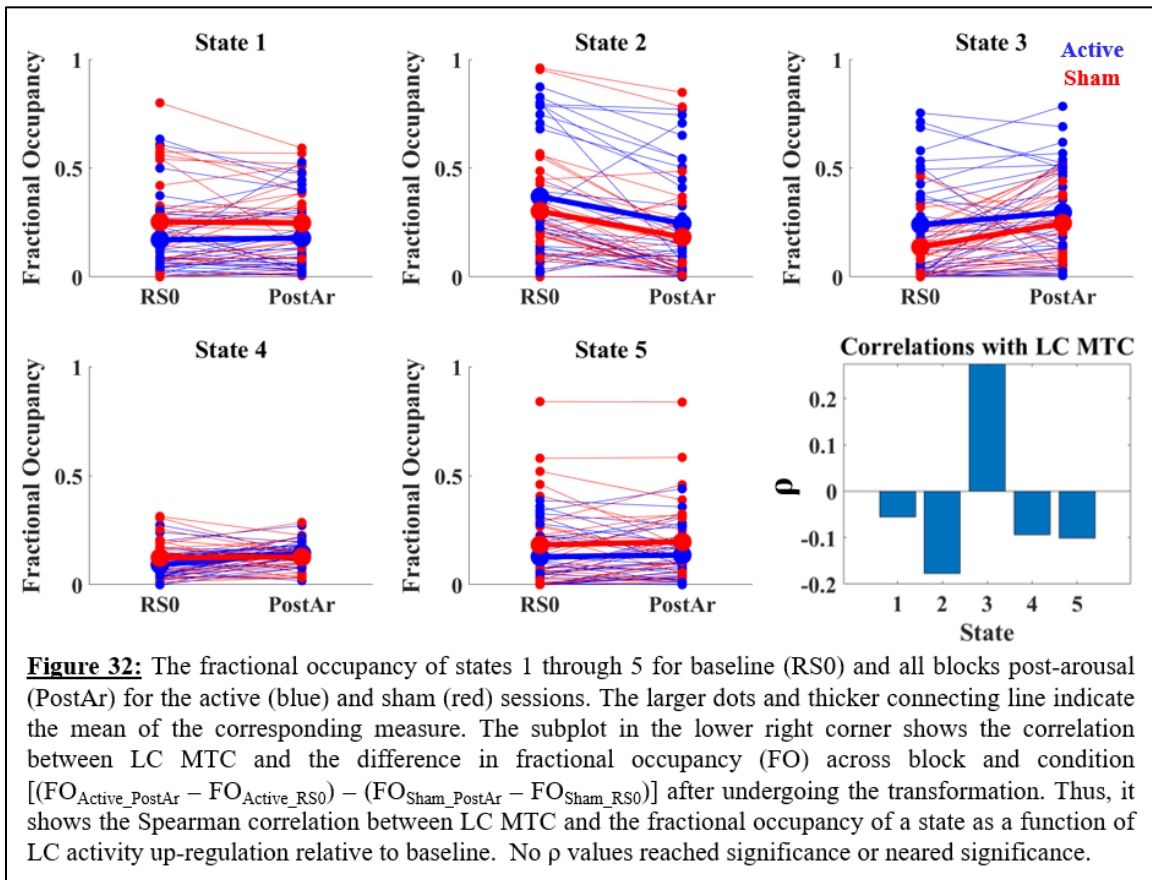 State 1
Fractional Occupancy
1
0.5
0
RS0 PostAr
State 2
Fractional Occupancy
1
0.5
0
RS0 PostAr
State 3
Active
Sham
Fractional Occupancy
1
0.5
0
RS0 PostAr
State 4
Fractional Occupancy
1
0.5
0
RS0 PostAr
State 5
Fractional Occupancy
1
0.5
0
RS0 PostAr
Correlations with LC MTC
ρ
0.2
0.1
0
-0.1
-0.2
1 2 3 4 5
State
Figure 32: The fractional occupancy of states 1 through 5 for baseline (RS0) and all blocks post-arousal
(PostAr) for the active (blue) and sham (red) sessions. The larger dots and thicker connecting line indicate
the mean of the corresponding measure. The subplot in the lower right corner shows the correlation
between LC MTC and the difference in fractional occupancy (FO) across block and condition
[(FO_Active_PostAr – FO_Active_RS0) – (FO_Sham_PostAr – FO_Sham_RS0)] after undergoing the transformation. Thus, it
shows the Spearman correlation between LC MTC and the fractional occupancy of a state as a function of
LC activity up-regulation relative to baseline. No ρ values reached significance or neared significance.